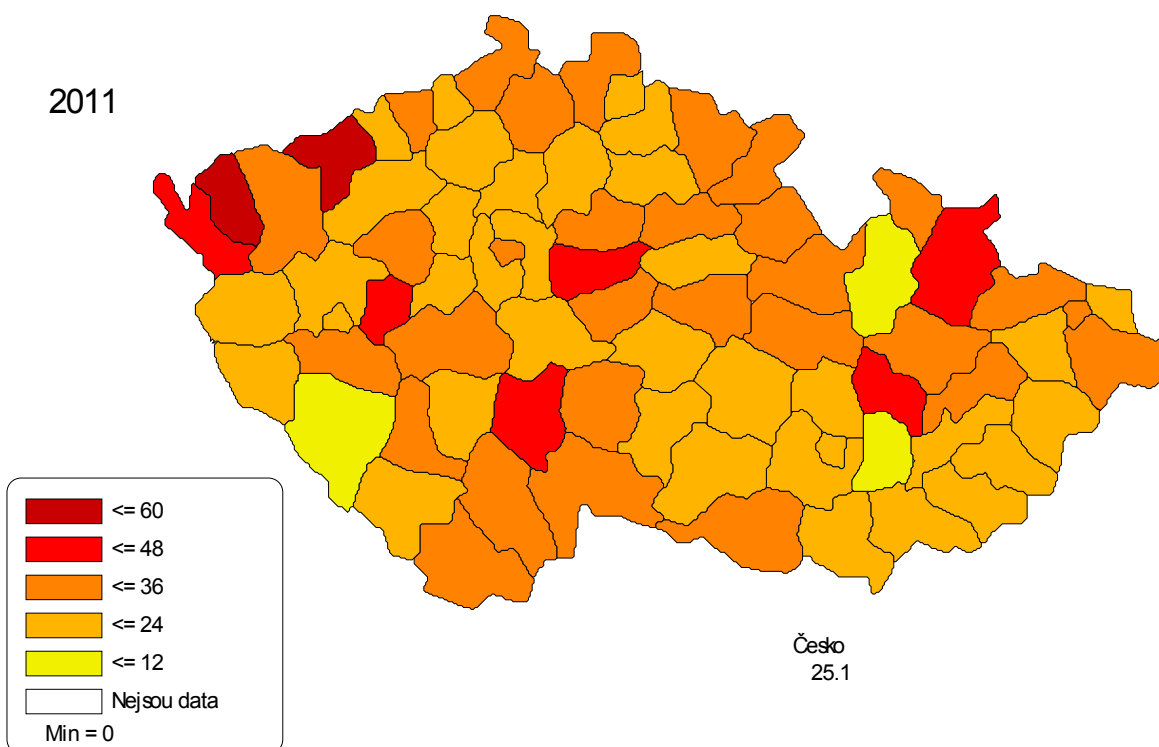 2011
<= 60
<= 48
<= 36
<= 24
<= 12
Nejsou data
Min = 0
Česko
25.1